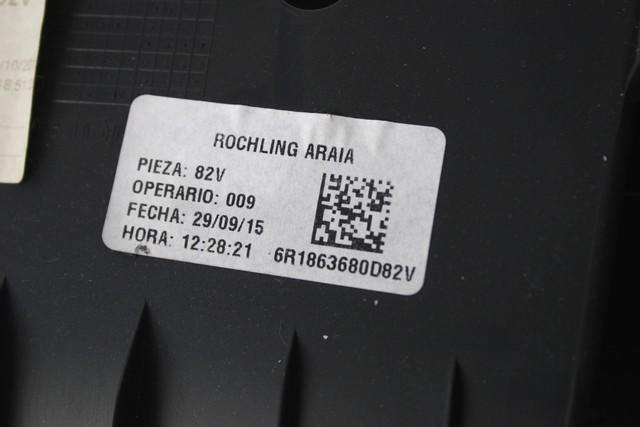 ROCHLING ARAIA
PIEZA: 82V
OPERARIO: 009
FECHA: 29/09/15
HORA: 12:28:21
6R1863680D82V